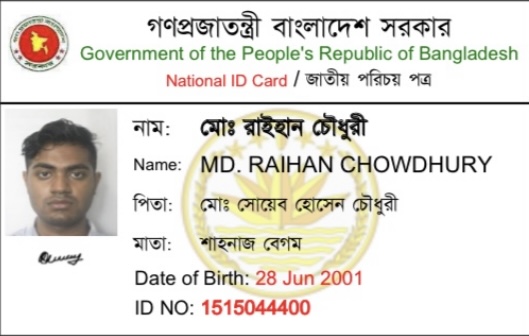 গণপ্রজাতন্ত্রী বাংলাদেশ সরকার
Government of the People's Republic of Bangladesh
National ID Card / জাতীয় পরিচয় পত্র
নাম: মোঃ রাইহান চৌধুরী
Name: MD. RAIHAN CHOWDHURY
পিতা: মোঃ সোয়েব হোসেন চৌধুরী
মাতা: শাহনাজ বেগম
Date of Birth: 28 Jun 2001
ID NO: 1515044400